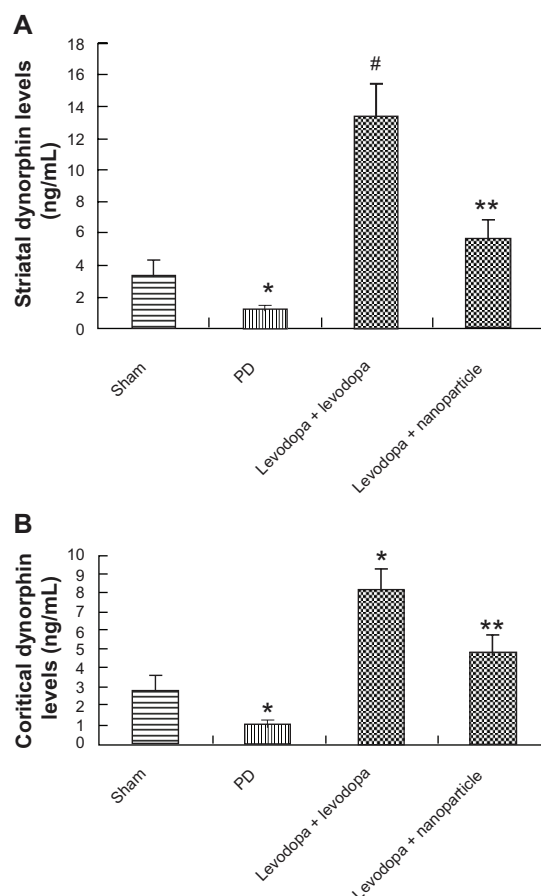 A
Striatal dynorphin levels
(ng/mL)
18
16
14
12
10
8
6
4
2
0
*
#
**
Sham
PD
Levodopa + levodopa
Levodopa + nanoparticle
B
Coritical dynorphin
levels (ng/mL)
10
9
8
7
6
5
4
3
2
1
0
*
*
**
Sham
PD
Levodopa + levodopa
Levodopa + nanoparticle